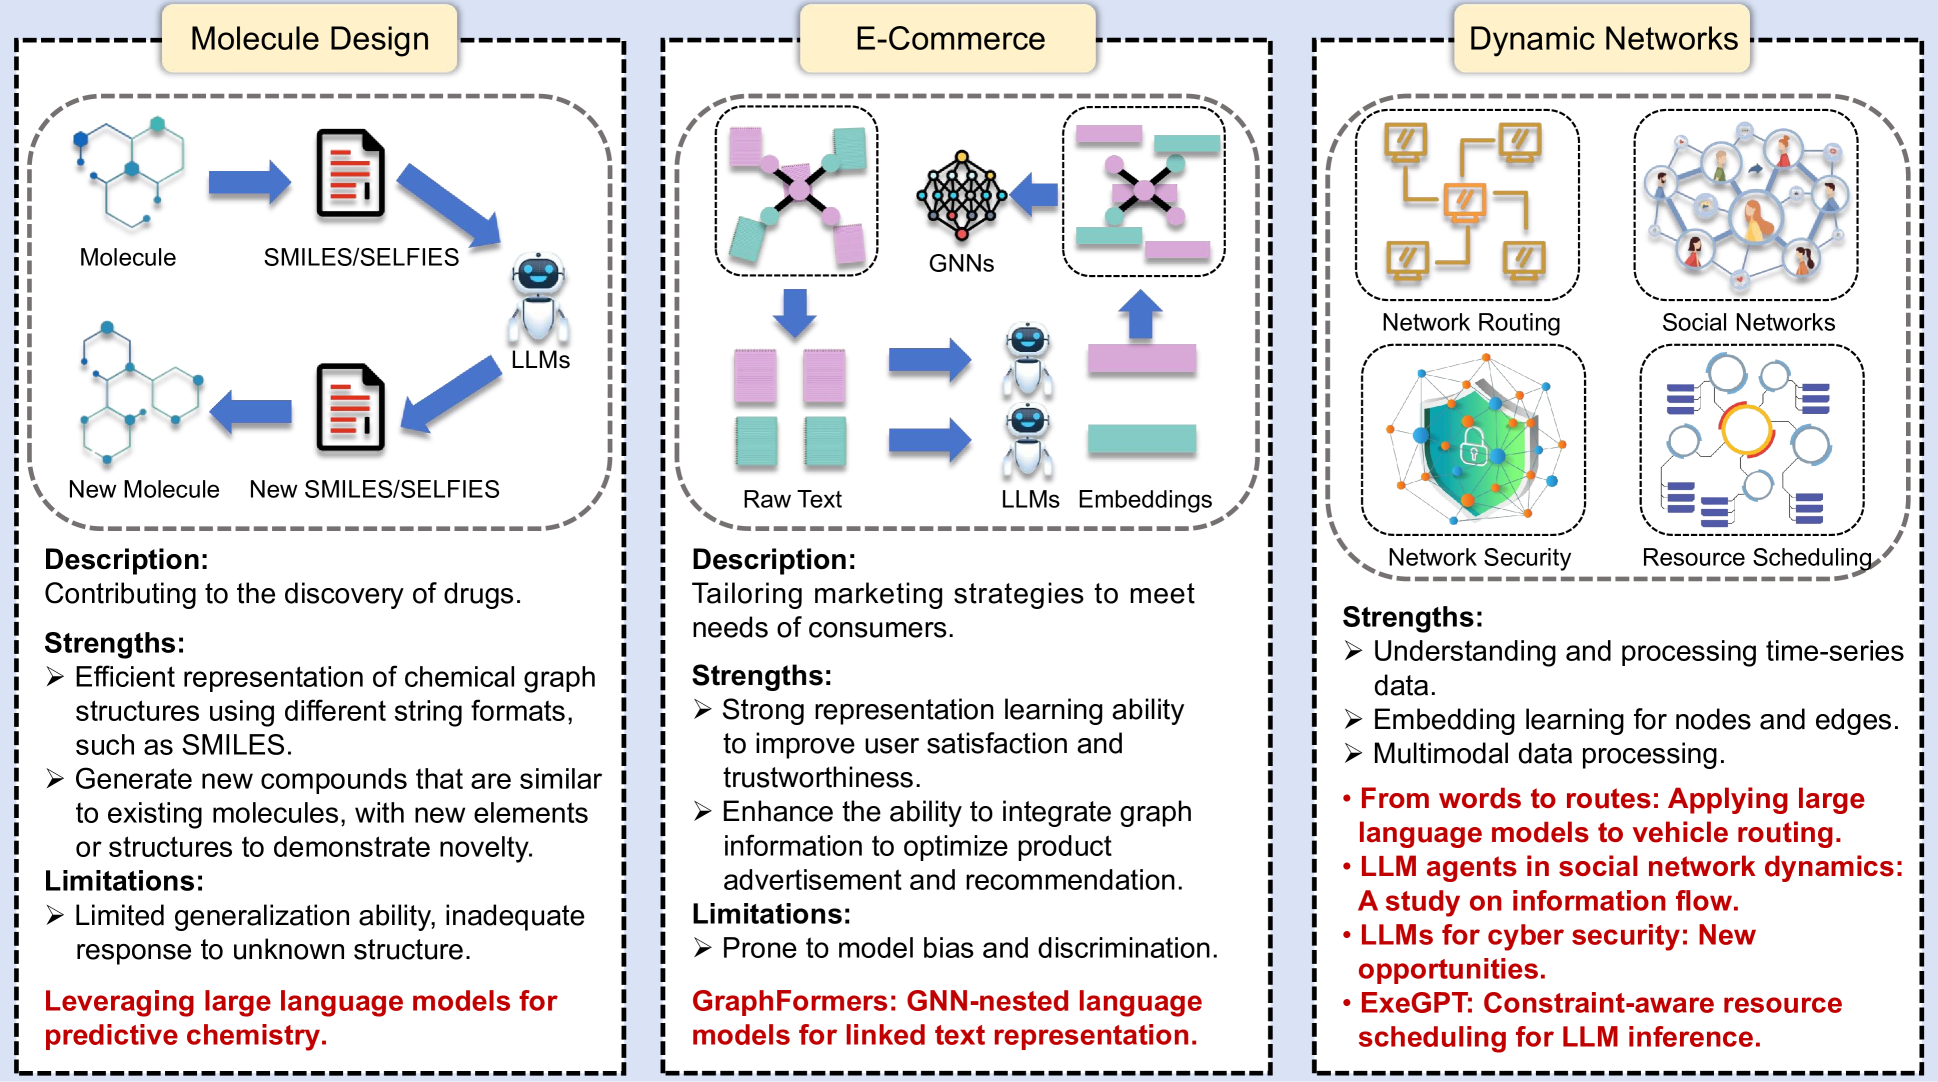 Molecule Design
Molecule
SMILES/SELFIES
LLMs
New Molecule
New SMILES/SELFIES
Description:
Contributing to the discovery of drugs.
Strengths:
➢ Efficient representation of chemical graph
structures using different string formats,
such as SMILES.
➢ Generate new compounds that are similar
to existing molecules, with new elements
or structures to demonstrate novelty.
Limitations:
➢ Limited generalization ability, inadequate
response to unknown structure.
Leveraging large language models for
predictive chemistry.
E-Commerce
GNNs
Raw Text
LLMs
Embeddings
Description:
Tailoring marketing strategies to meet
needs of consumers.
Strengths:
➢ Strong representation learning ability
to improve user satisfaction and
trustworthiness.
➢ Enhance the ability to integrate graph
information to optimize product
advertisement and recommendation.
Limitations:
➢ Prone to model bias and discrimination.
GraphFormers: GNN-nested language
models for linked text representation.
Dynamic Networks
Network Routing
Social Networks
Network Security
Resource Scheduling
Strengths:
➢ Understanding and processing time-series
data.
➢ Embedding learning for nodes and edges.
➢ Multimodal data processing.
• From words to routes: Applying large
language models to vehicle routing.
• LLM agents in social network dynamics:
A study on information flow.
• LLMs for cyber security: New
opportunities.
• ExeGPT: Constraint-aware resource
scheduling for LLM inference.